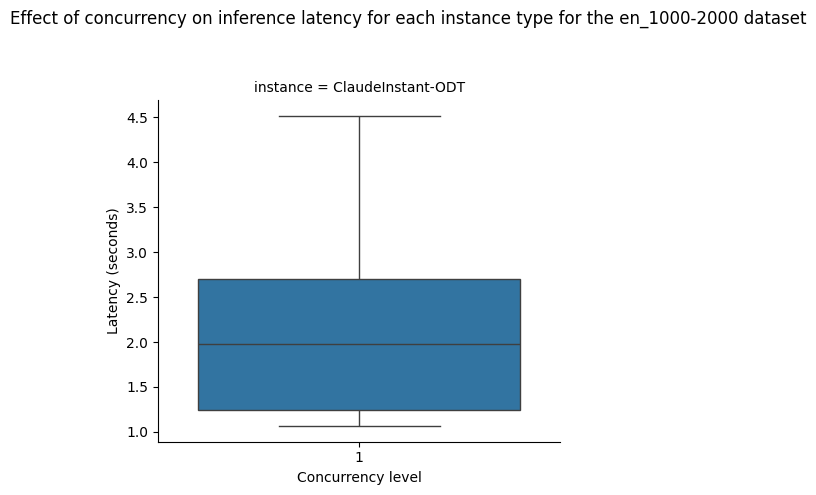 Effect of concurrency on inference latency for each instance type for the en_1000-2000 dataset
instance = ClaudeInstant-ODT
4.5
4.0
3.5
3.0
2.5
2.0
1.5
1.0
Latency (seconds)
1
Concurrency level